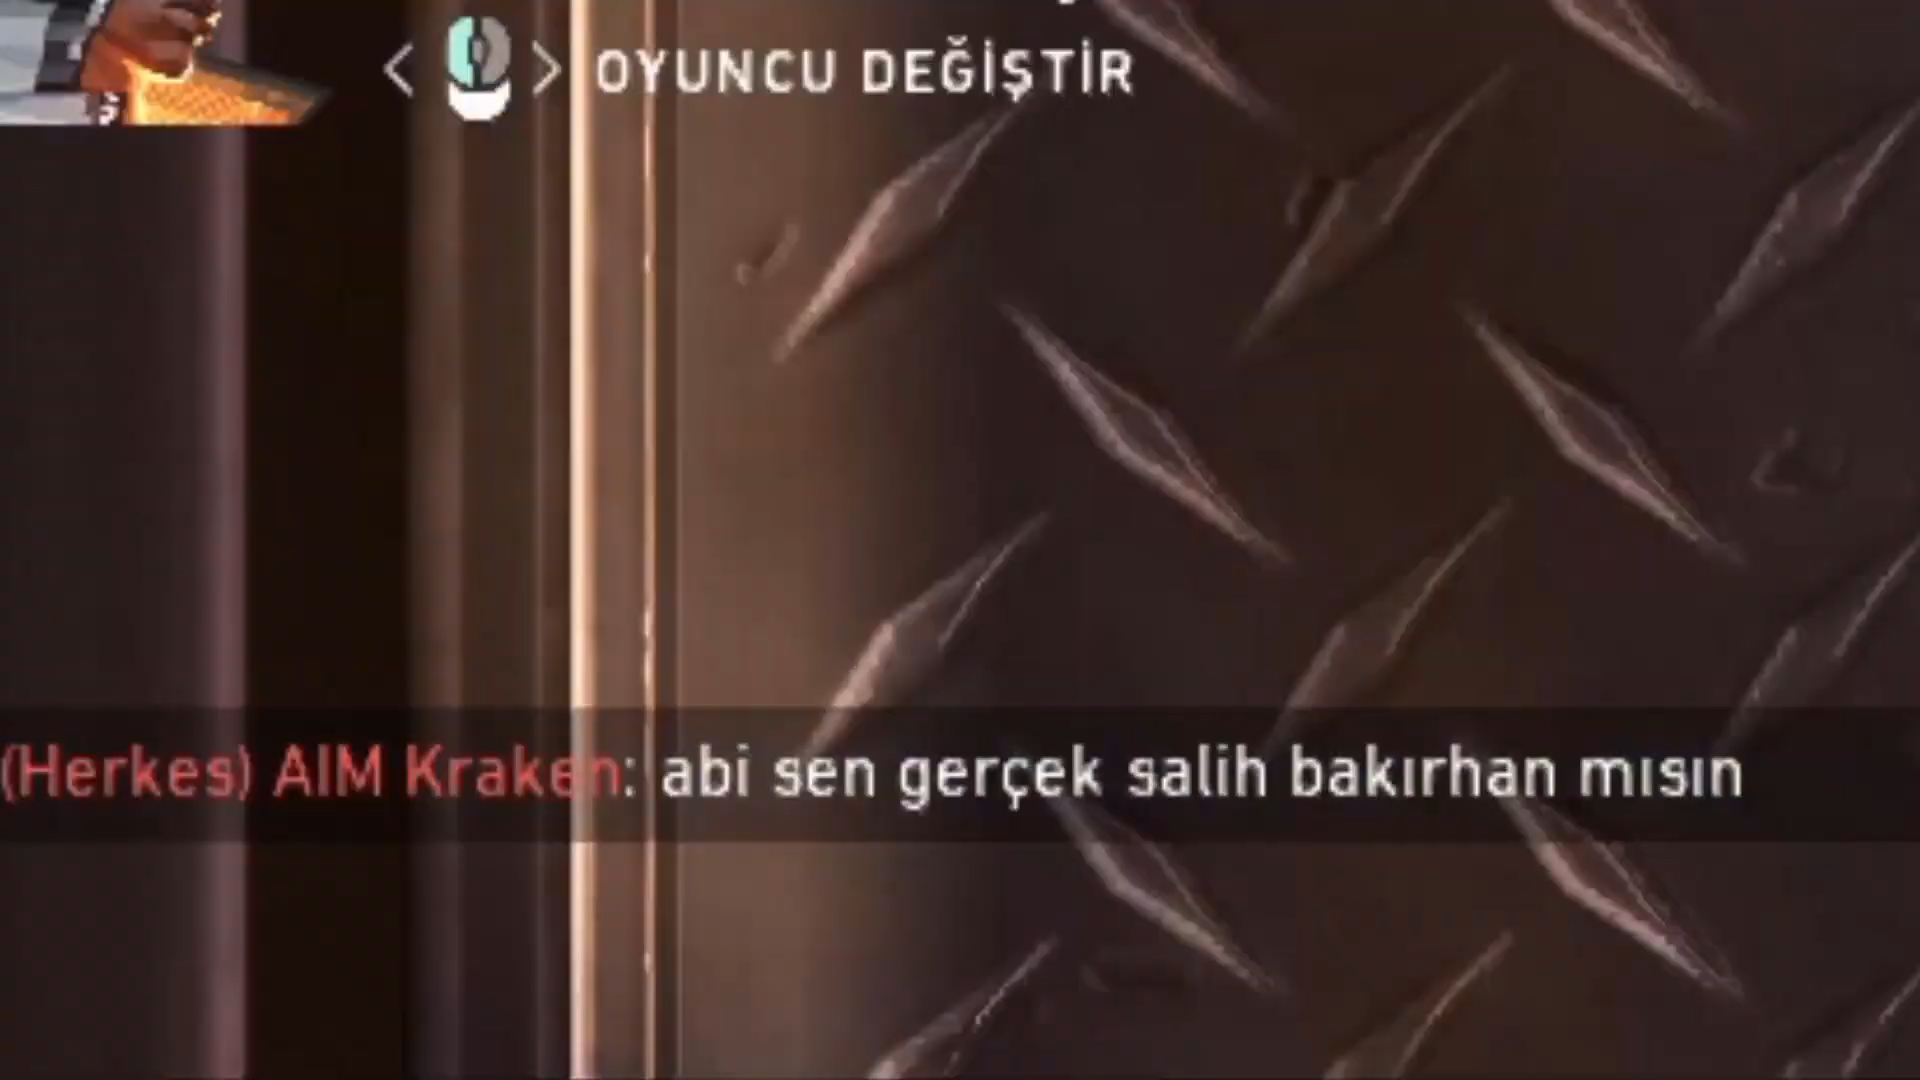 OYUNCU DEĞİŞTİR
(Herkes) AIM Kraken: abi sen gerçek salih bakırhan mısın